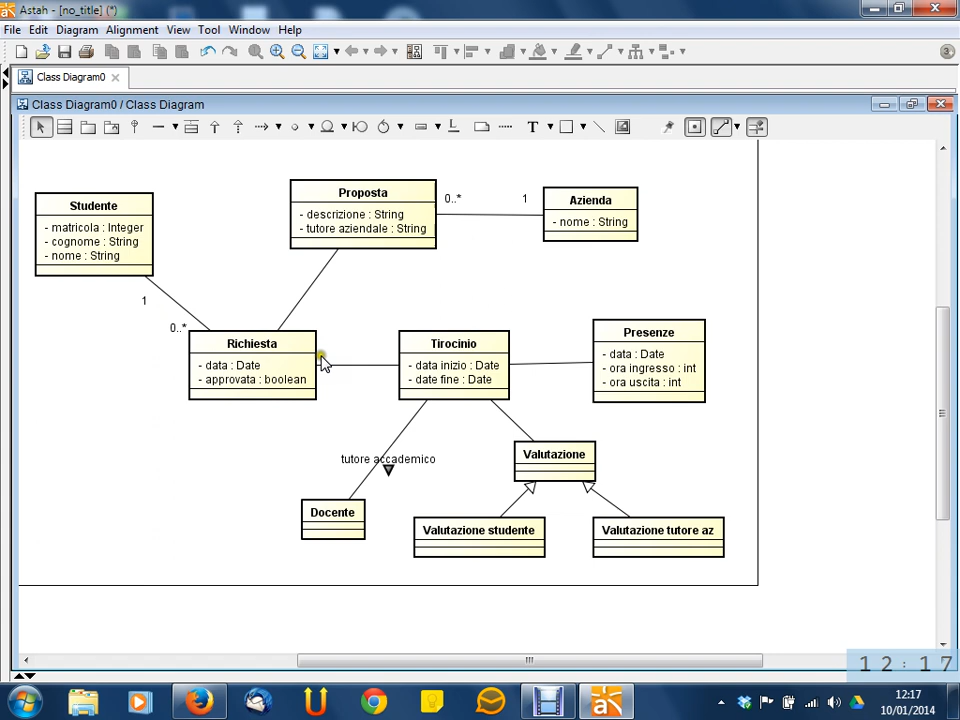 Astah - [no_title] (*)
File Edit Diagram Alignment View Tool Window Help
Class Diagram0
Class Diagram0 / Class Diagram
T
Studente
- matricola : Integer
- cognome : String
- nome : String
Proposta
- descrizione : String
- tutore aziendale : String
0..*
1
Azienda
- nome : String
1
0..*
Richiesta
- data : Date
- approvata : boolean
Tirocinio
- data inizio : Date
- date fine : Date
Presenze
- data : Date
- ora ingresso : int
- ora uscita : int
tutore accademico
Valutazione
Docente
Valutazione studente
Valutazione tutore az
12:17
12:17
10/01/2014